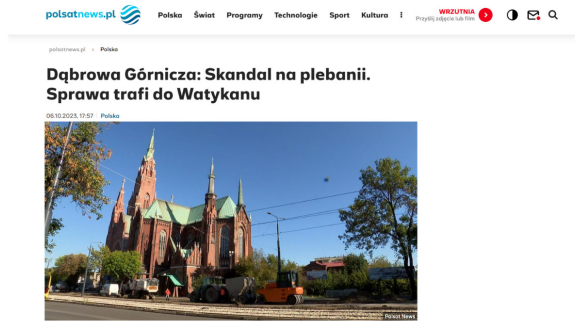 polsatnews.pl
Polska Świat Programy Technologie Sport Kultura
WRZUTNIA
Przyślij zdjęcie lub film
polsatnews.pl > Polska
Dąbrowa Górnicza: Skandal na plebanii.
Sprawa trafi do Watykanu
06.10.2023, 17:57 Polska
Polsat News